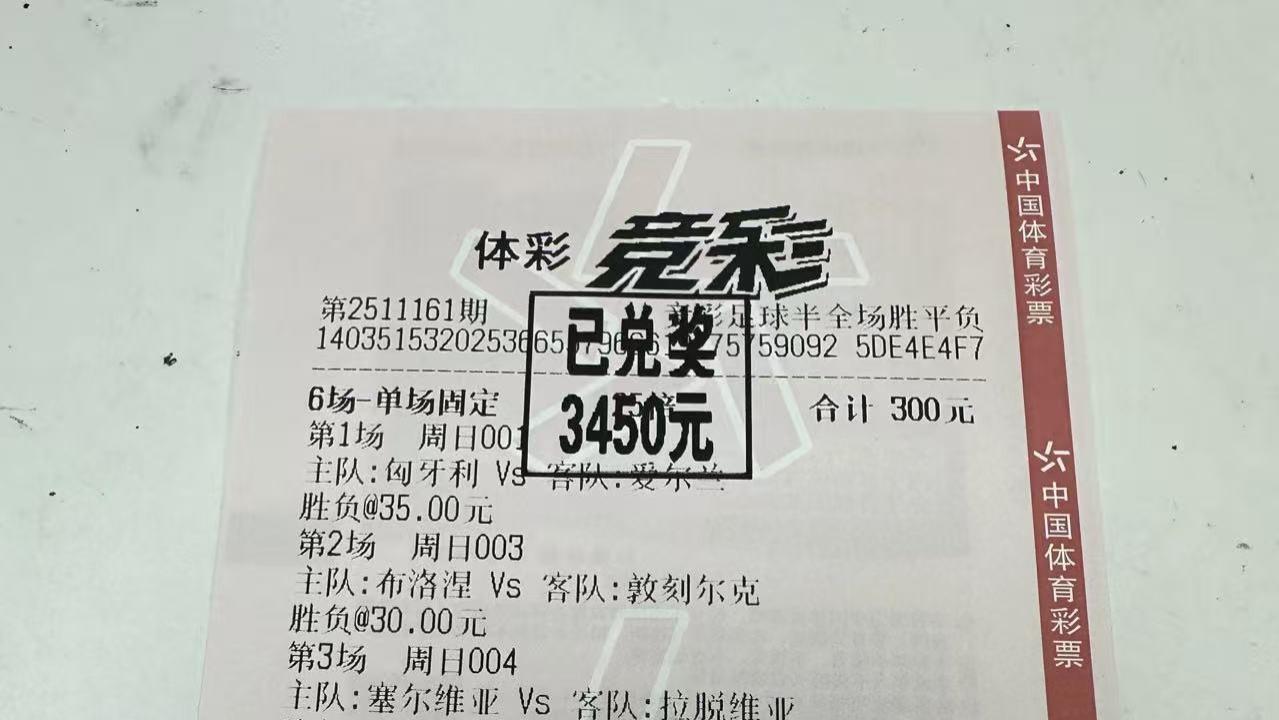 体彩 竞彩
第2511161期 竞彩足球半全场胜平负
5DE4E4F7
已兑奖
3450元
6场-单场固定 合计 300元
第1场 周日001
主队:匈牙利 Vs 客队:爱尔兰
胜负@35.00元
第2场 周日003
主队:布洛涅 Vs 客队:敦刻尔克
胜负@30.00元
第3场 周日004
主队:塞尔维亚 Vs 客队:拉脱维亚
中国体育彩票
中国体育彩票